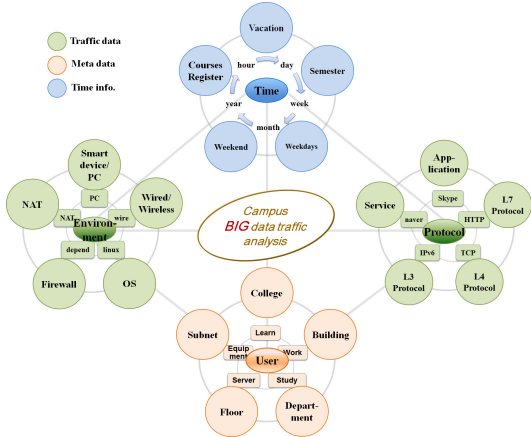 Traffic data
Meta data
Time info.
Vacation
Courses
Register
hour
day
Semester
Time
year
week
month
Weekend
Weekdays
Smart
device/
PC
NAT
Wired/
Wireless
PC
NAT
wire
Environ-
ment
depend
linux
Firewall
OS
Campus
BIG data traffic
analysis
App-
lication
Service
L7
Protocol
Skype
naver
HTTP
Protocol
IPv6
TCP
L3
Protocol
L4
Protocol
College
Subnet
Building
Learn
Equip
ment
Work
User
Server
Study
Floor
Depart-
ment